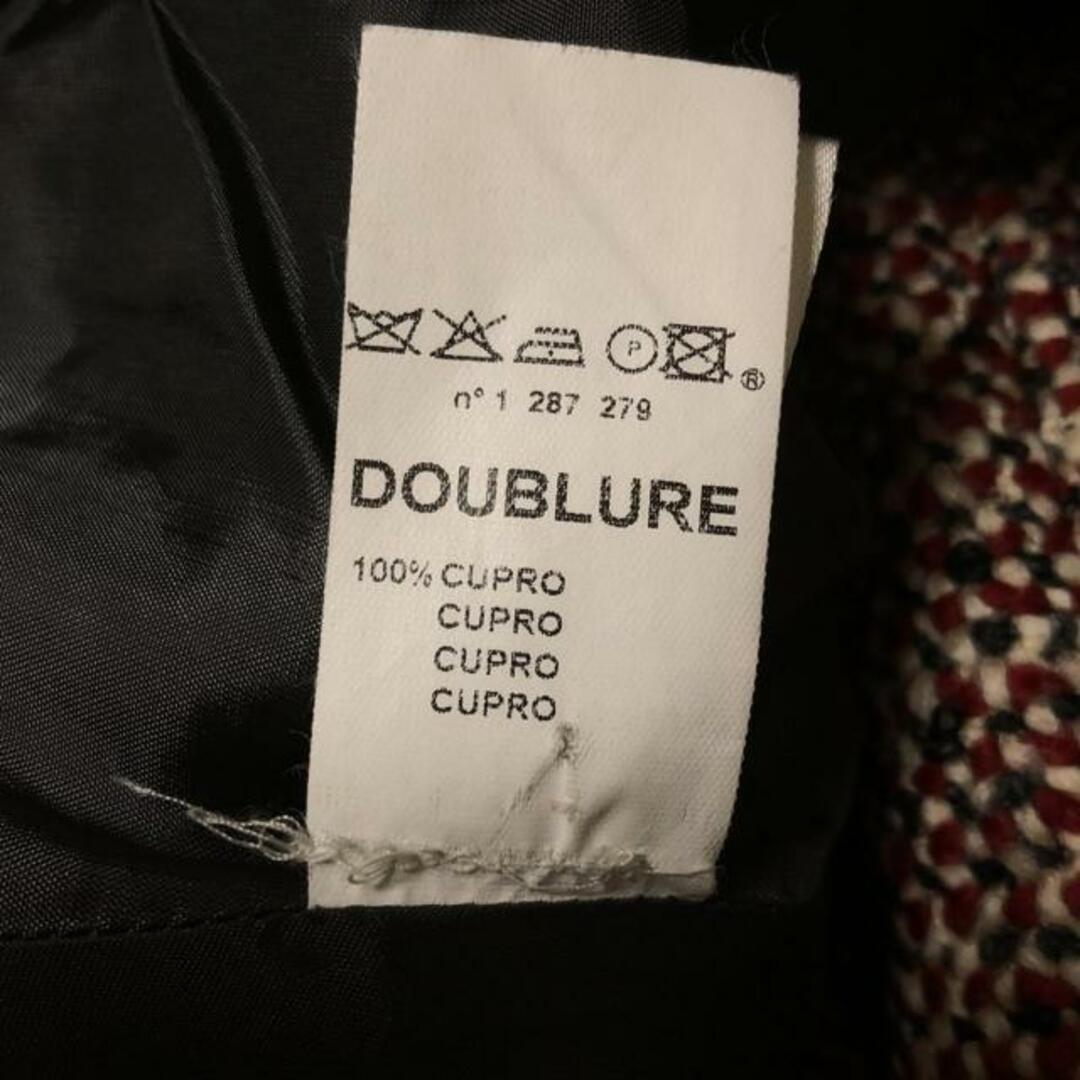 P ®
n° 1 287 279
DOUBLURE
100% CUPRO
CUPRO
CUPRO
CUPRO